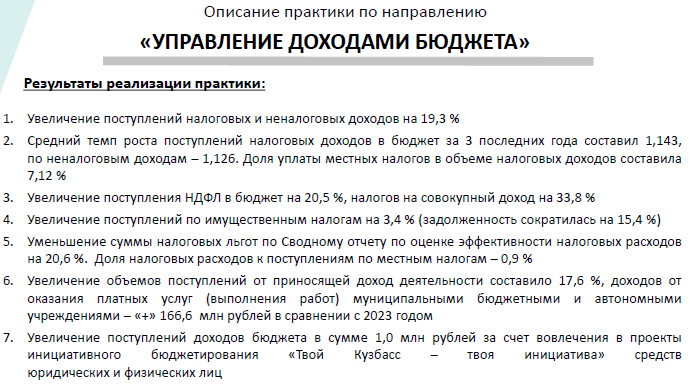 Описание практики по направлению
«УПРАВЛЕНИЕ ДОХОДАМИ БЮДЖЕТА»
Результаты реализации практики:
1. Увеличение поступлений налоговых и неналоговых доходов на 19,3 %
2. Средний темп роста поступлений налоговых доходов в бюджет за 3 последних года составил 1,143,
по неналоговым доходам – 1,126. Доля уплаты местных налогов в объеме налоговых доходов составила
7,12 %
3. Увеличение поступления НДФЛ в бюджет на 20,5 %, налогов на совокупный доход на 33,8 %
4. Увеличение поступлений по имущественным налогам на 3,4 % (задолженность сократилась на 15,4 %)
5. Уменьшение суммы налоговых льгот по Сводному отчету по оценке эффективности налоговых расходов
на 20,6 %. Доля налоговых расходов к поступлениям по местным налогам – 0,9 %
6. Увеличение объемов поступлений от приносящей доход деятельности составило 17,6 %, доходов от
оказания платных услуг (выполнения работ) муниципальными бюджетными и автономными
учреждениями – «+» 166,6 млн рублей в сравнении с 2023 годом
7. Увеличение поступлений доходов бюджета в сумме 1,0 млн рублей за счет вовлечения в проекты
инициативного бюджетирования «Твой Кузбасс – твоя инициатива» средств
юридических и физических лиц